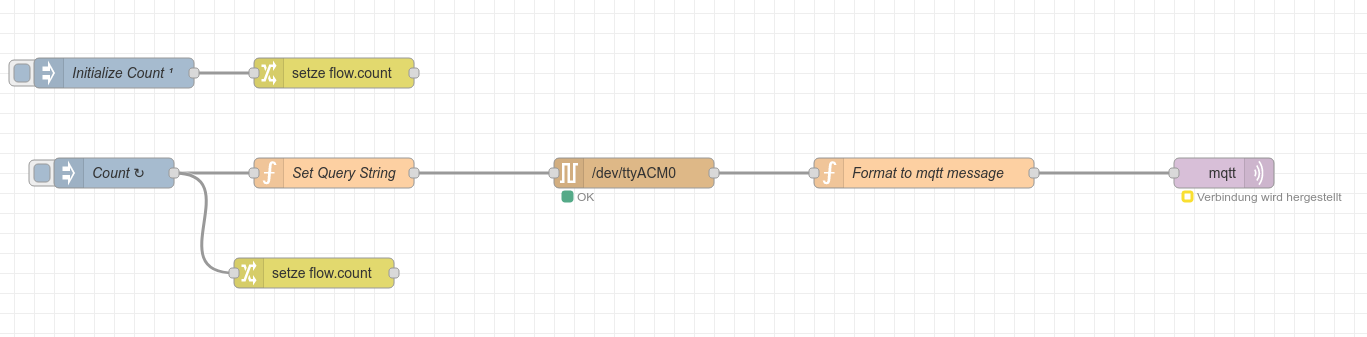 Initialize Count ¹
setze flow.count
Count ↻
Set Query String
/dev/ttyACM0
Format to mqtt message
mqtt
OK
Verbindung wird hergestellt
setze flow.count